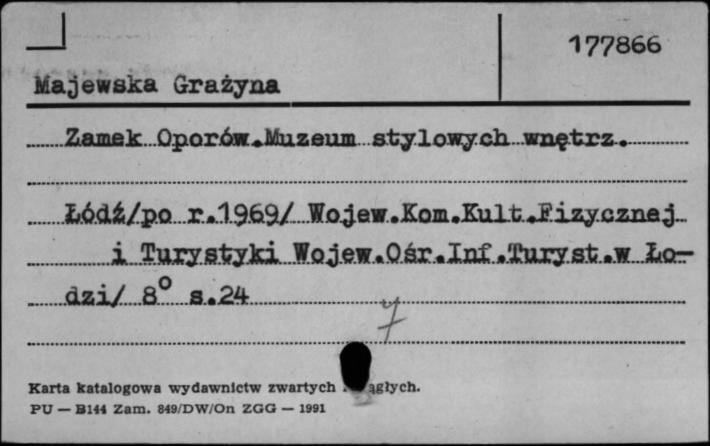 177866
Majewska Grażyna
Zamek Oporów.Muzeum stylowych wnętrz.
Łódź/po r.1969/ Wojew.Kom.Kult.Fizycznej
i Turystyki Wojew.Ośr.Inf.Turyst.w Ło-
dzi/ 8° s.24
Karta katalogowa wydawnictw zwartych
PU — B144 Zam. 849/DW/On ZGG — 1991